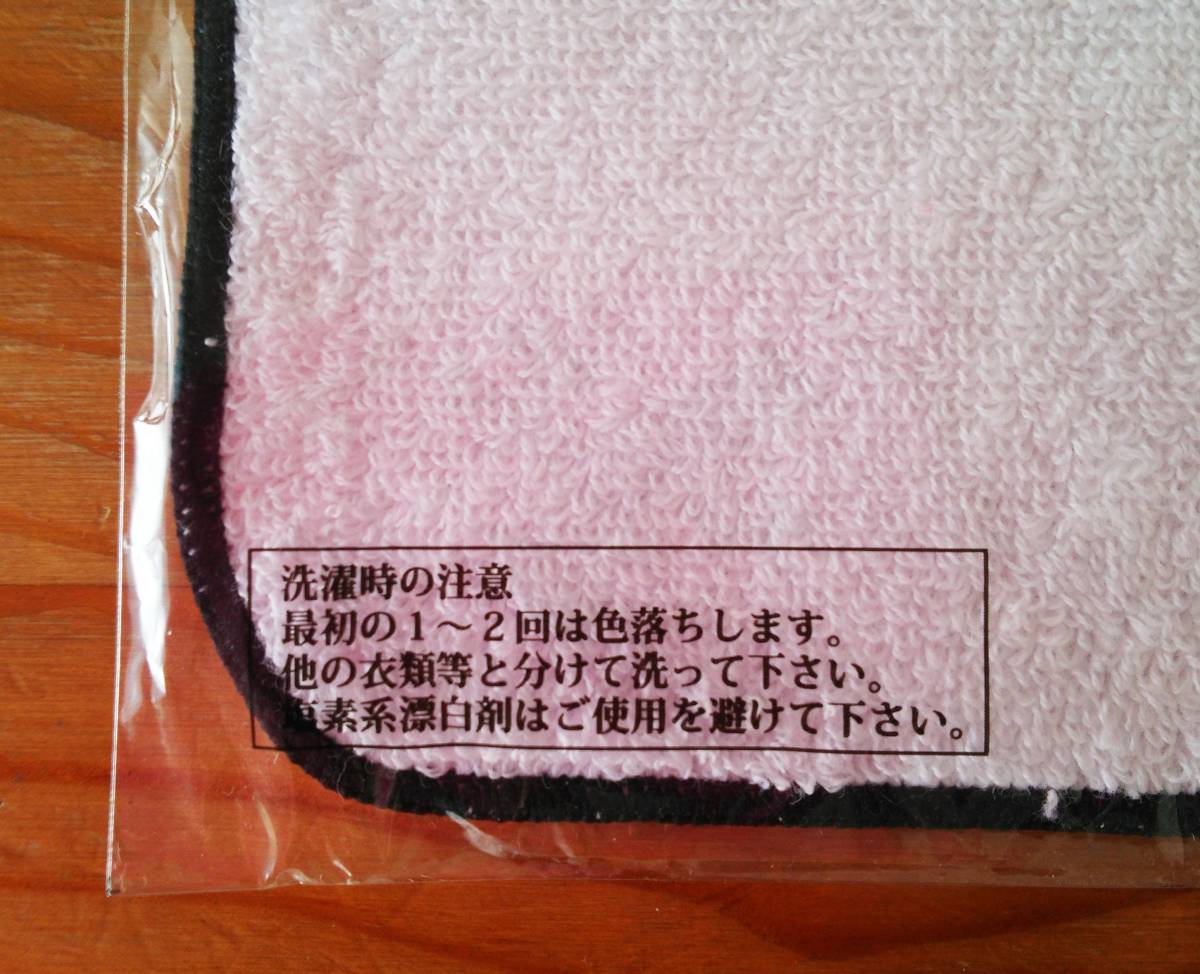 洗濯時の注意
最初の１～２回は色落ちします。
他の衣類等と分けて洗って下さい。
塩素系漂白剤はご使用を避けて下さい。